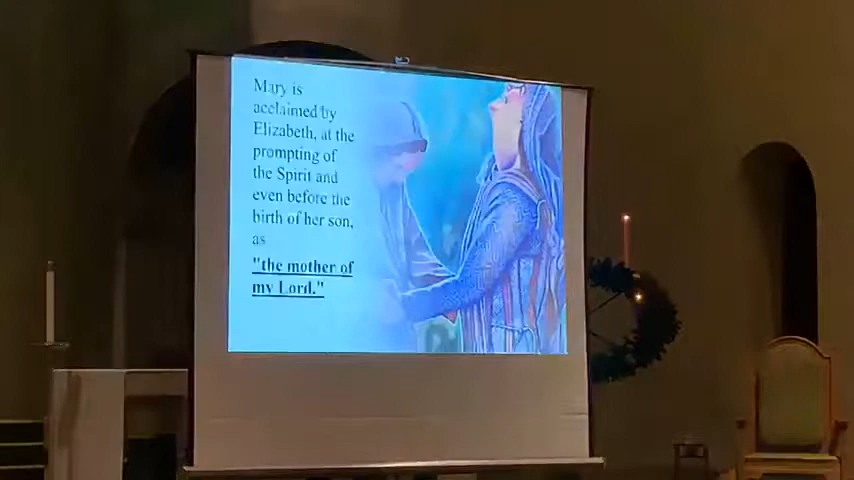 Mary is
acclaimed by
Elizabeth, at the
prompting of
the Spirit and
even before the
birth of her son,
as
"the mother of
my Lord."